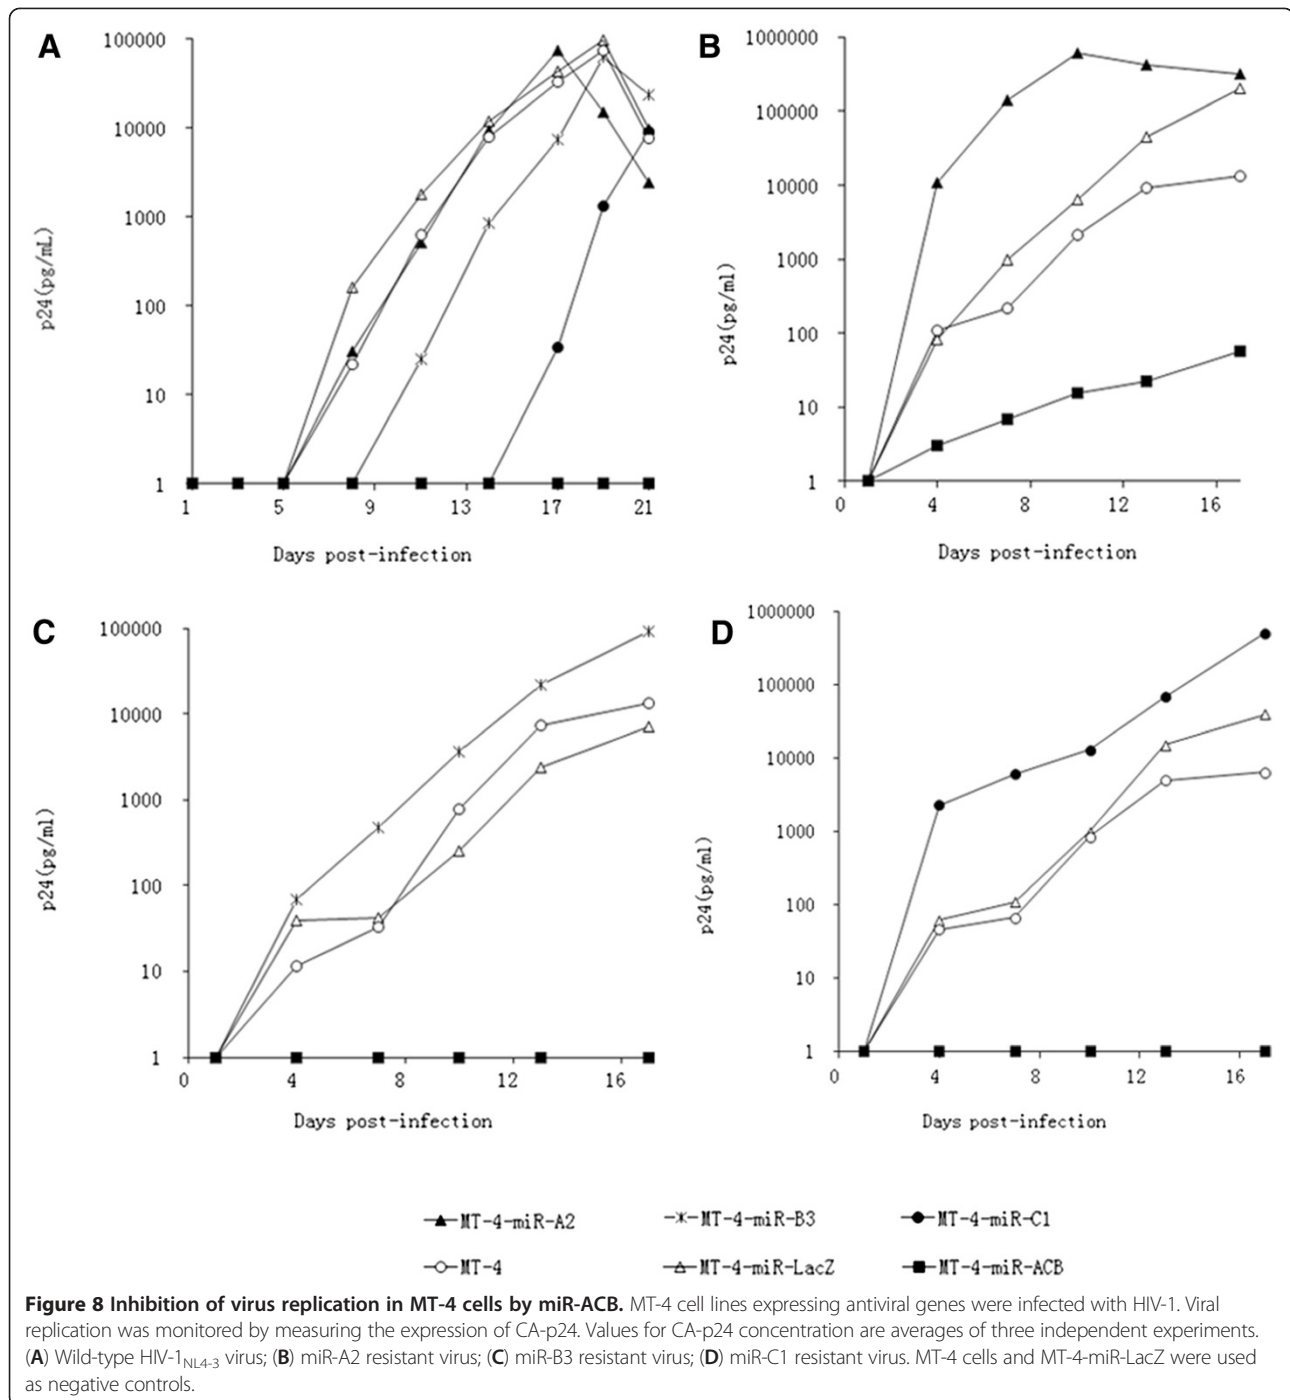 A
100000
10000
1000
100
10
1
p24(pg/mL)
1 5 9 13 17 21
Days post-infection
B
1000000
100000
10000
1000
100
10
1
p24(pg/ml)
0 4 8 12 16
Days post-infection
C
100000
10000
1000
100
10
1
p24(pg/ml)
0 4 8 12 16
Days post-infection
D
1000000
100000
10000
1000
100
10
1
p24(pg/ml)
0 4 8 12 16
Days post-infection
MT-4-miR-A2 MT-4-miR-B3 MT-4-miR-C1
MT-4 MT-4-miR-LacZ MT-4-miR-ACB
Figure 8 Inhibition of virus replication in MT-4 cells by miR-ACB. MT-4 cell lines expressing antiviral genes were infected with HIV-1. Viral
replication was monitored by measuring the expression of CA-p24. Values for CA-p24 concentration are averages of three independent experiments.
(A) Wild-type HIV-1NL4-3 virus; (B) miR-A2 resistant virus; (C) miR-B3 resistant virus; (D) miR-C1 resistant virus. MT-4 cells and MT-4-miR-LacZ were used
as negative controls.